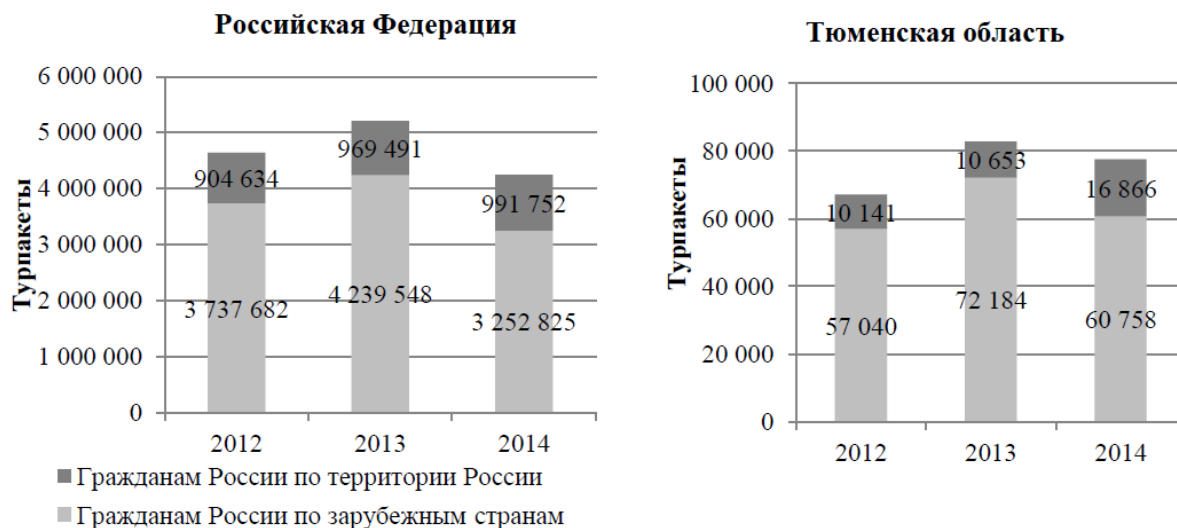 Российская Федерация
Турпакеты
6 000 000
5 000 000
4 000 000
3 000 000
2 000 000
1 000 000
0
904 634
969 491
991 752
3 737 682
4 239 548
3 252 825
2012
2013
2014
Гражданам России по территории России
Гражданам России по зарубежным странам
Тюменская область
Турпакеты
100 000
80 000
60 000
40 000
20 000
0
10 141
10 653
16 866
57 040
72 184
60 758
2012
2013
2014